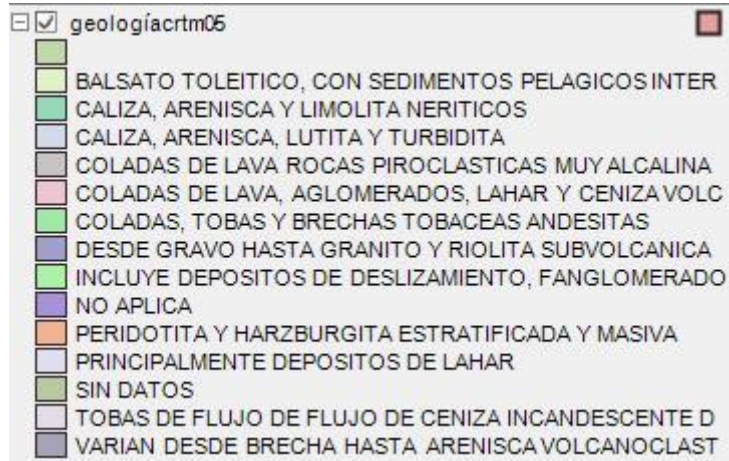 geologíacrtm05
BALSATO TOLEITICO, CON SEDIMENTOS PELAGICOS INTER
CALIZA, ARENISCA Y LIMOLITA NERITICOS
CALIZA, ARENISCA, LUTITA Y TURBIDITA
COLADAS DE LAVA ROCAS PIROCLASTICAS MUY ALCALINA
COLADAS DE LAVA, AGLOMERADOS, LAHAR Y CENIZA VOLC
COLADAS, TOBAS Y BRECHAS TOBACEAS ANDESITAS
DESDE GRAVO HASTA GRANITO Y RIOLITA SUBVOLCANICA
INCLUYE DEPOSITOS DE DESLIZAMIENTO, FANGLOMERADO
NO APLICA
PERIDOTITA Y HARZBURGITA ESTRATIFICADA Y MASIVA
PRINCIPALMENTE DEPOSITOS DE LAHAR
SIN DATOS
TOBAS DE FLUJO DE FLUJO DE CENIZA INCANDESCENTE D
VARIAN DESDE BRECHA HASTA ARENISCA VOLCANOCLAST